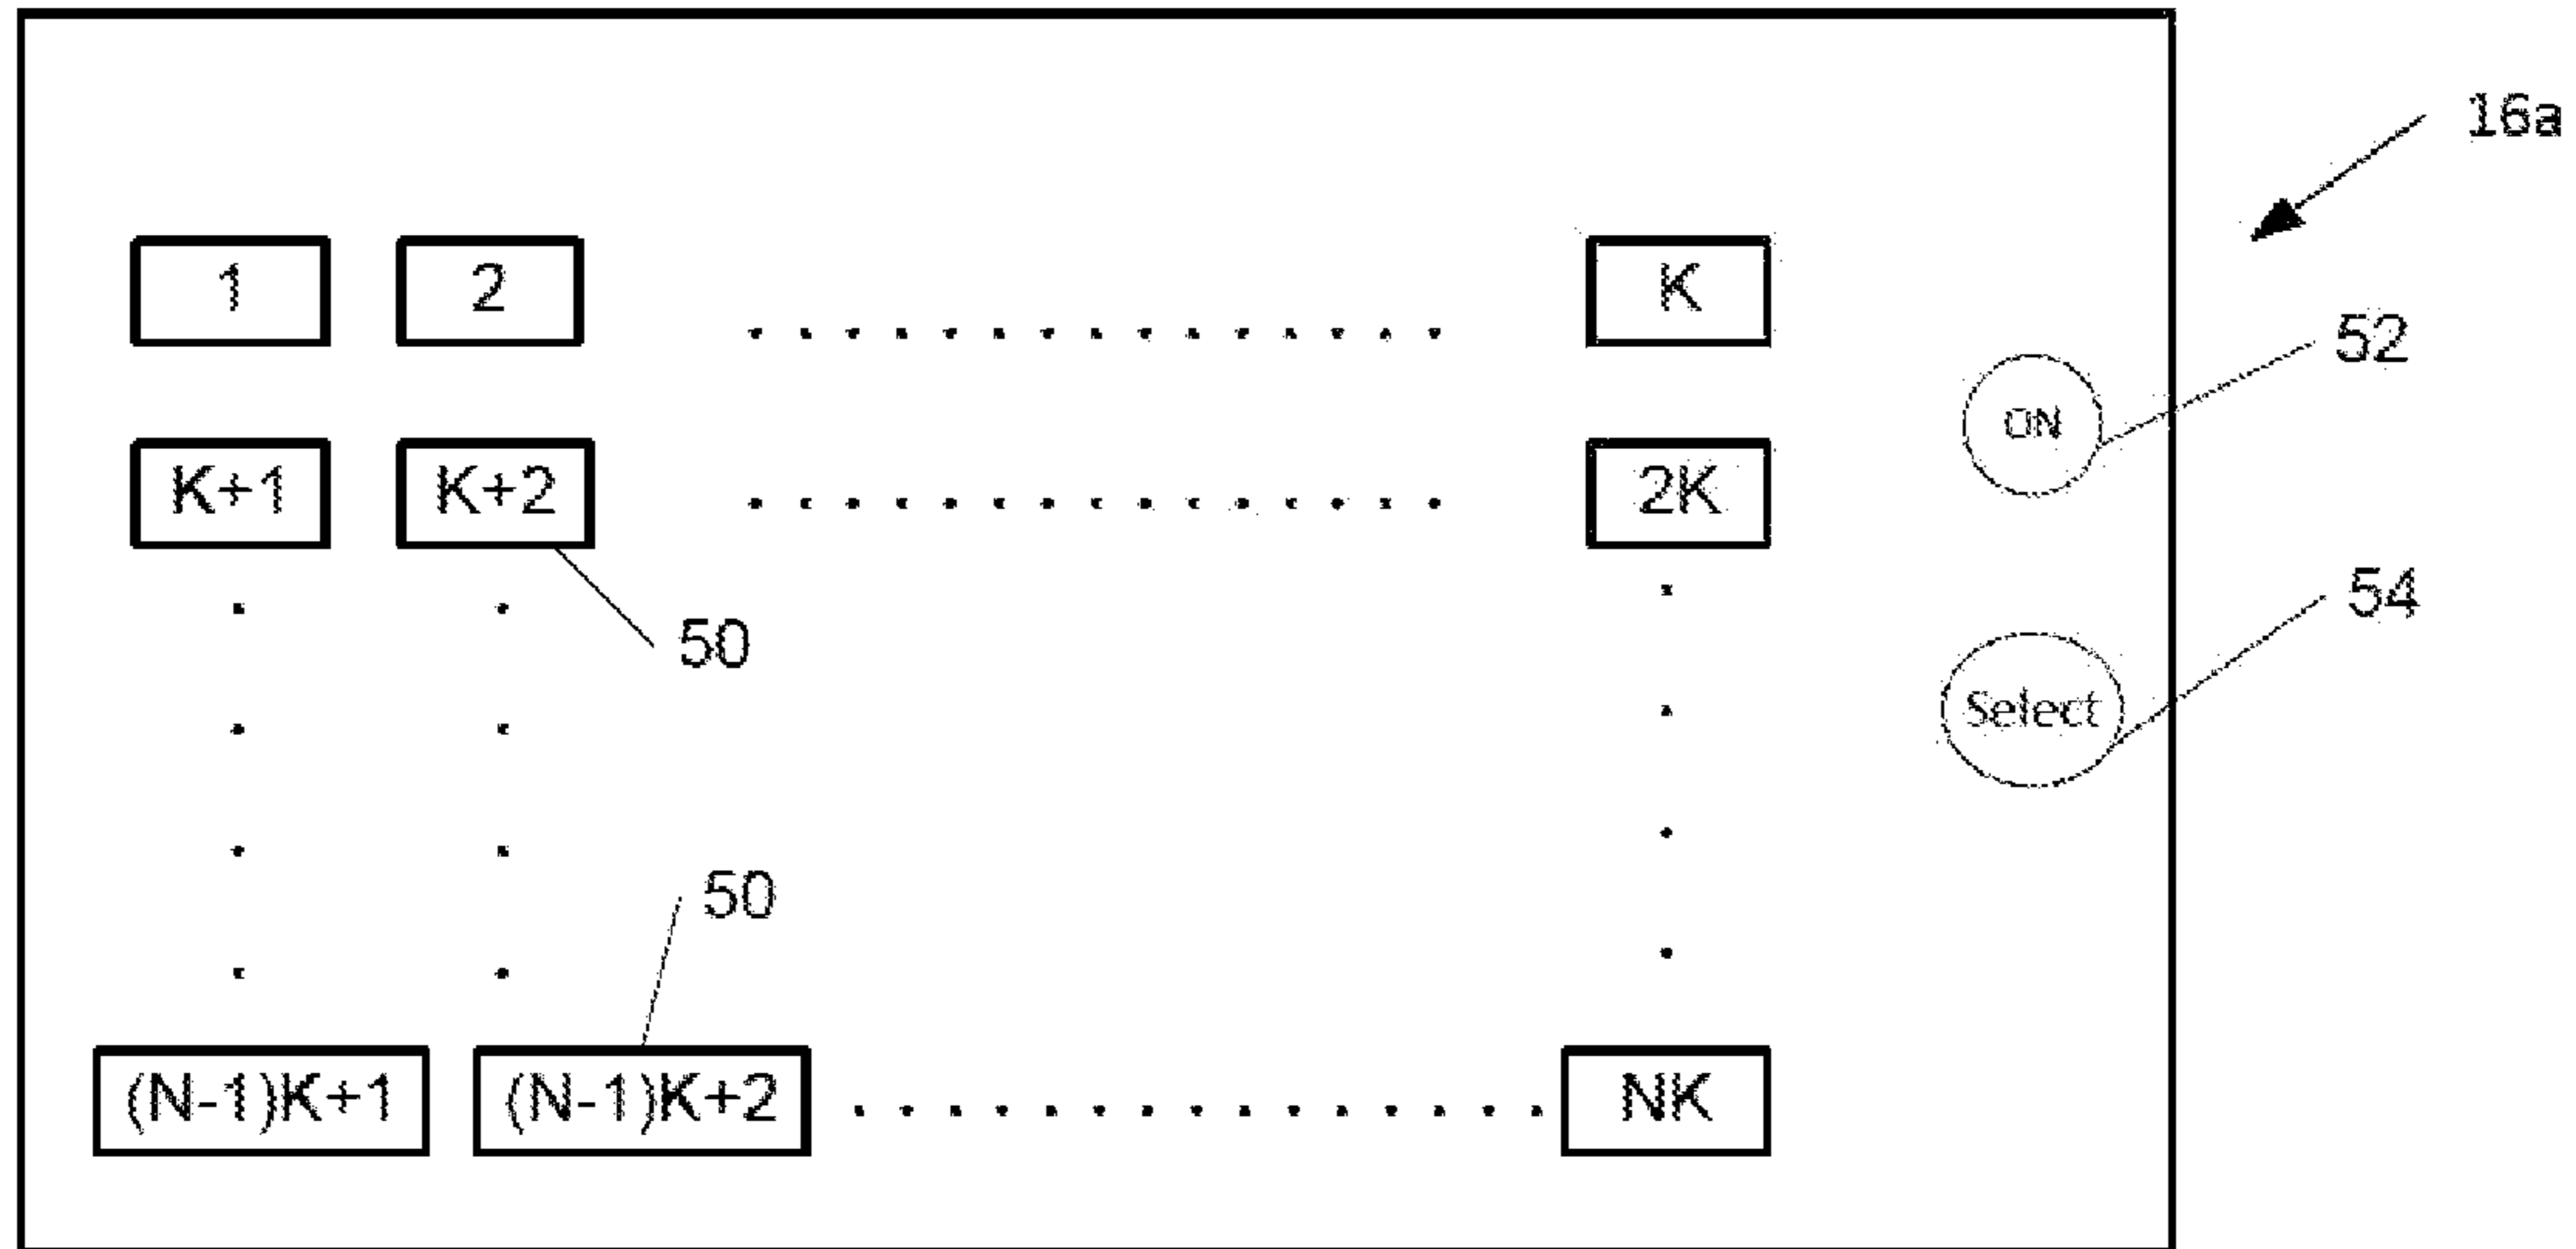 16a
1 2 K
52
ON
K+1 K+2 2K
54
50
Select
50
(N-1)K+1 (N-1)K+2 NK